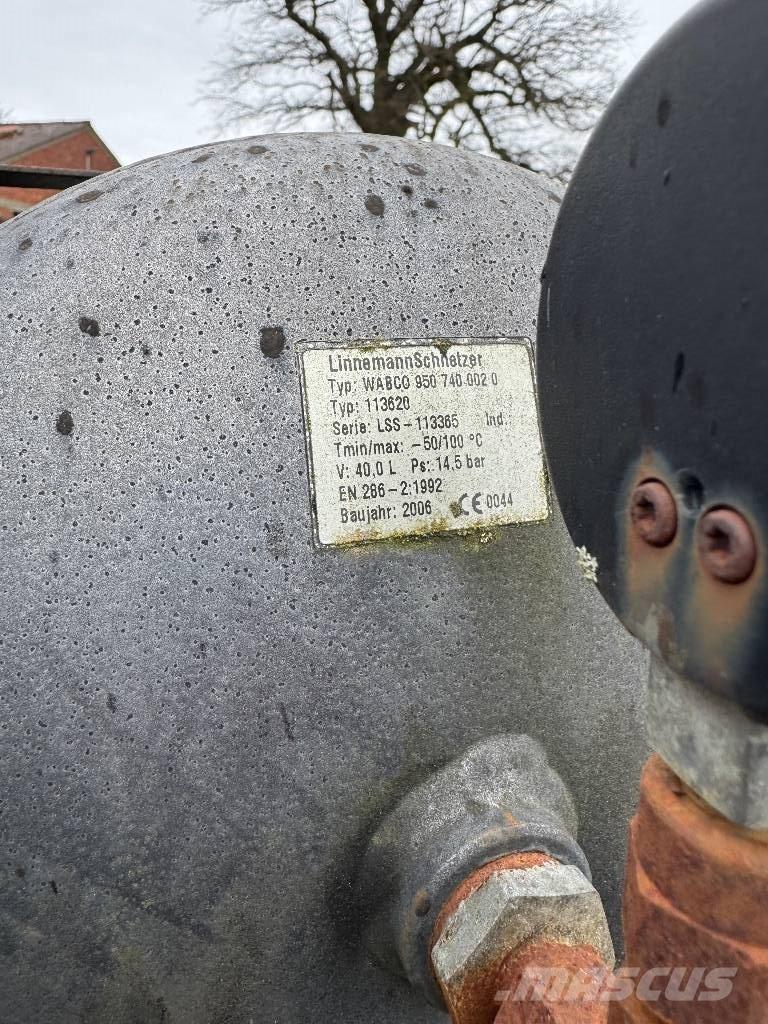 LinnemannSchnetzer
Typ: WABCO 950 740 002 0
Typ: 113620
Serie: LSS-113365 Ind.:
Tmin/max: -50/100 °C
V: 40,0 L Ps: 14,5 bar
EN 286-2:1992
Baujahr: 2006 CE 0044
MASCUS